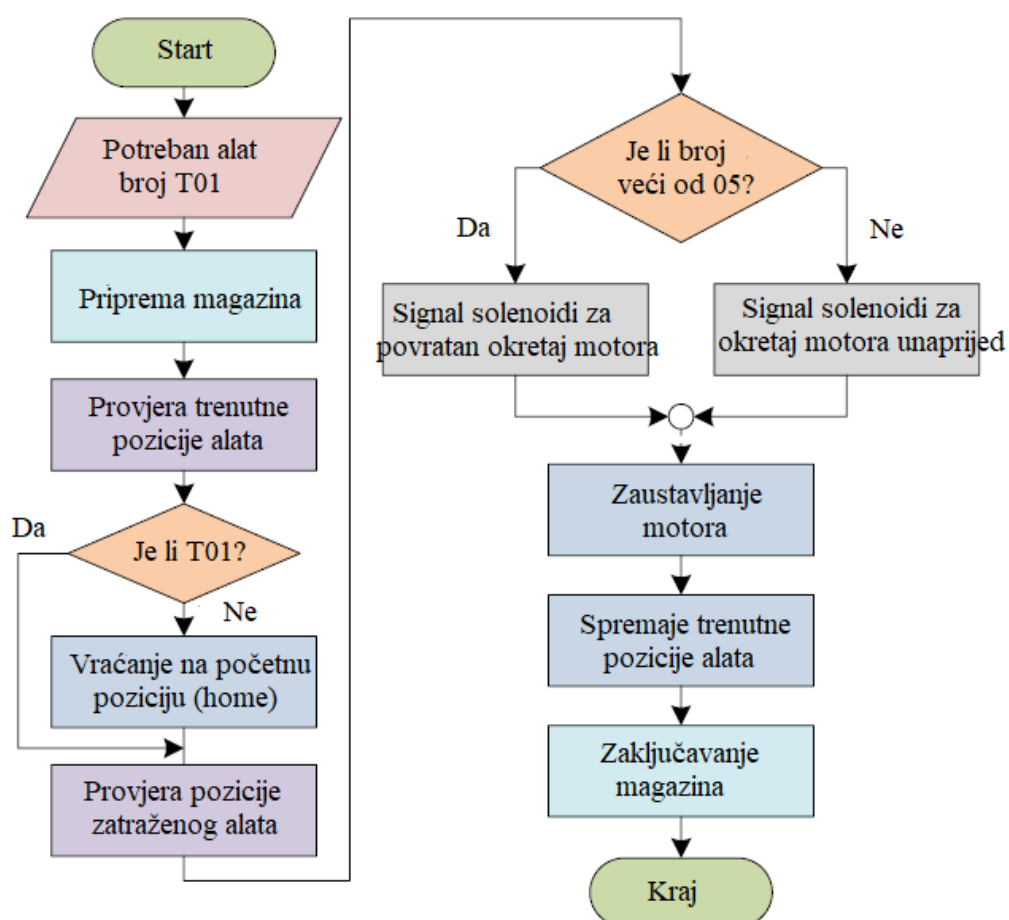 Start
Potreban alat
broj T01
Priprema magazina
Provjera trenutne
pozicije alata
Da
Je li T01?
Ne
Vraćanje na početnu
poziciju (home)
Provjera pozicije
zatraženog alata
Je li broj
veći od 05?
Da
Ne
Signal solenoidi za
povratan okretaj motora
Signal solenoidi za
okretaj motora unaprijed
Zaustavljanje
motora
Spremaje trenutne
pozicije alata
Zaključavanje
magazina
Kraj